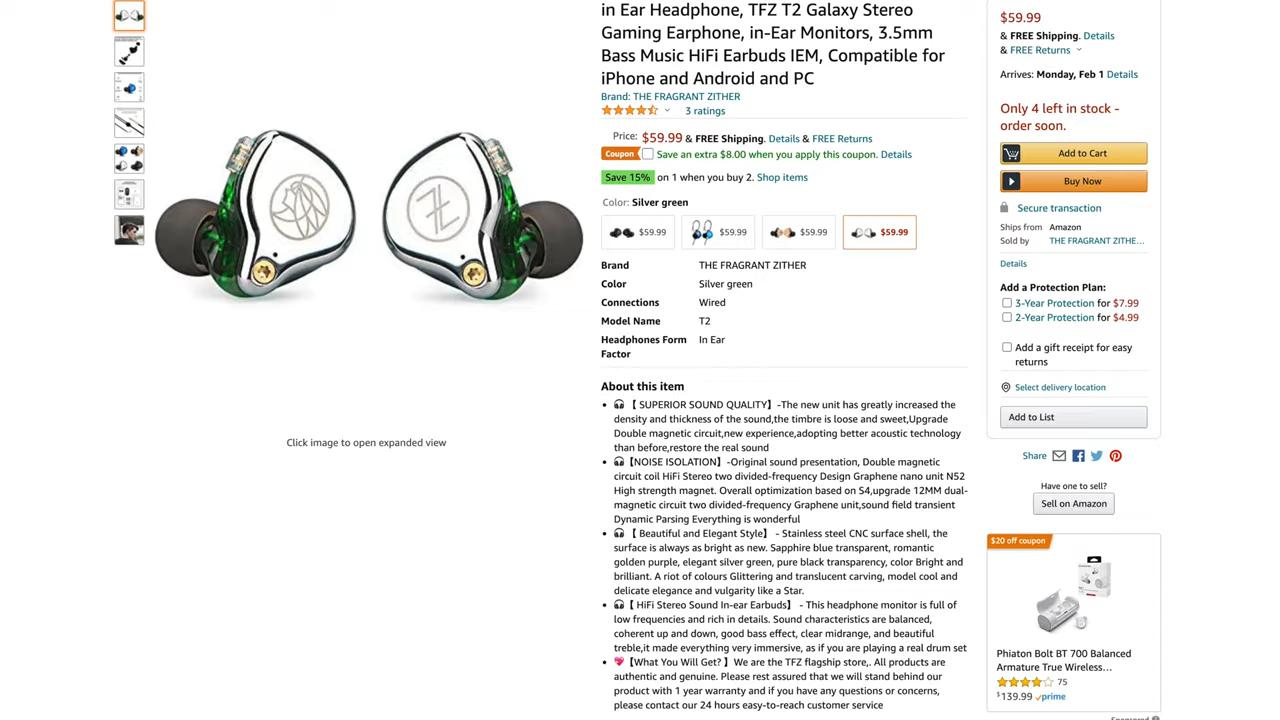 in Ear Headphone, TFZ T2 Galaxy Stereo
Gaming Earphone, in-Ear Monitors, 3.5mm
Bass Music HiFi Earbuds IEM, Compatible for
iPhone and Android and PC
Brand: THE FRAGRANT ZITHER
3 ratings
Price: $59.99 & FREE Shipping. Details & FREE Returns
Coupon Save an extra $8.00 when you apply this coupon. Details
Save 15% on 1 when you buy 2. Shop items
Color: Silver green
$59.99 $59.99 $59.99 $59.99
Brand THE FRAGRANT ZITHER
Color Silver green
Connections Wired
Model Name T2
Headphones Form In Ear
Factor
About this item
• 🎧【 SUPERIOR SOUND QUALITY】-The new unit has greatly increased the
density and thickness of the sound,the timbre is loose and sweet,Upgrade
Double magnetic circuit,new experience,adopting better acoustic technology
than before,restore the real sound
• 🎧【NOISE ISOLATION】-Original sound presentation, Double magnetic
circuit coil HiFi Stereo two divided-frequency Design Graphene nano unit N52
High strength magnet. Overall optimization based on S4,upgrade 12MM dual-
magnetic circuit two divided-frequency Graphene unit,sound field transient
Dynamic Parsing Everything is wonderful
• 🎧【 Beautiful and Elegant Style】 - Stainless steel CNC surface shell, the
surface is always as bright as new. Sapphire blue transparent, romantic
golden purple, elegant silver green, pure black transparency, color Bright and
brilliant. A riot of colours Glittering and translucent carving, model cool and
delicate elegance and vulgarity like a Star.
• 🎧【 HiFi Stereo Sound In-ear Earbuds】 - This headphone monitor is full of
low frequencies and rich in details. Sound characteristics are balanced,
coherent up and down, good bass effect, clear midrange, and beautiful
treble,it made everything very immersive, as if you are playing a real drum set
• 💖【What You Will Get? 】We are the TFZ flagship store,. All products are
authentic and genuine. Please rest assured that we will stand behind our
product with 1 year warranty and if you have any questions or concerns,
please contact our 24 hours easy-to-reach customer service
Click image to open expanded view
$59.99
& FREE Shipping. Details
& FREE Returns
Arrives: Monday, Feb 1 Details
Only 4 left in stock -
order soon.
Add to Cart
Buy Now
Secure transaction
Ships from Amazon
Sold by THE FRAGRANT ZITHE...
Details
Add a Protection Plan:
3-Year Protection for $7.99
2-Year Protection for $4.99
Add a gift receipt for easy
returns
Select delivery location
Add to List
Share
Have one to sell?
Sell on Amazon
$20 off coupon
Phiaton Bolt BT 700 Balanced
Armature True Wireless...
75
$139.99 prime
Sponsored